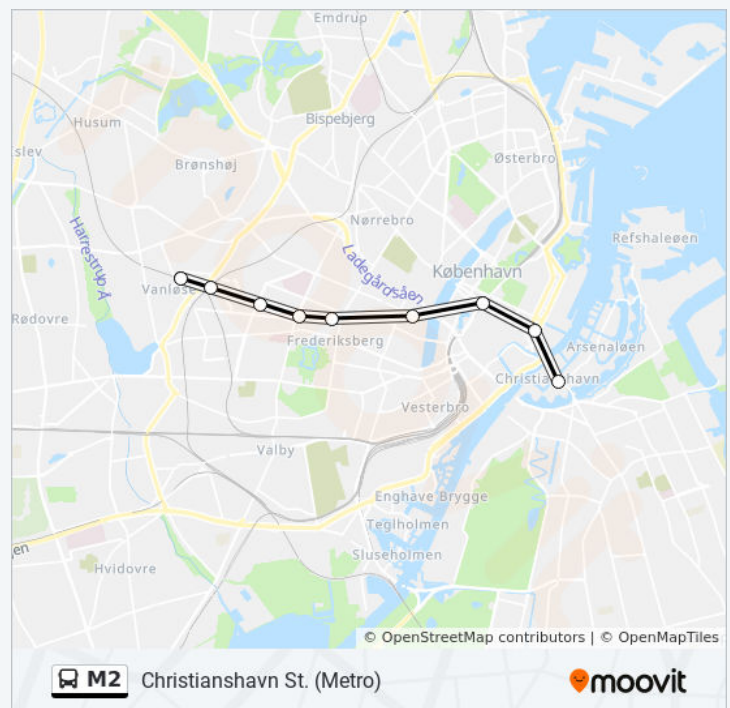 Emdrup
Husum
Bispebjerg
slev
Brønshøj
Østerbro
Nørrebro
Harrestrup Å
Refshaleøen
Ladegårdsåen
København
Vanløse
Rødovre
Frederiksberg
Arsenaløen
Christianshavn
Vesterbro
Valby
Enghave Brygge
Teglholmen
Sluseholmen
en
Hvidovre
© OpenStreetMap contributors | © OpenMapTiles
M2 Christianshavn St. (Metro)
moovit